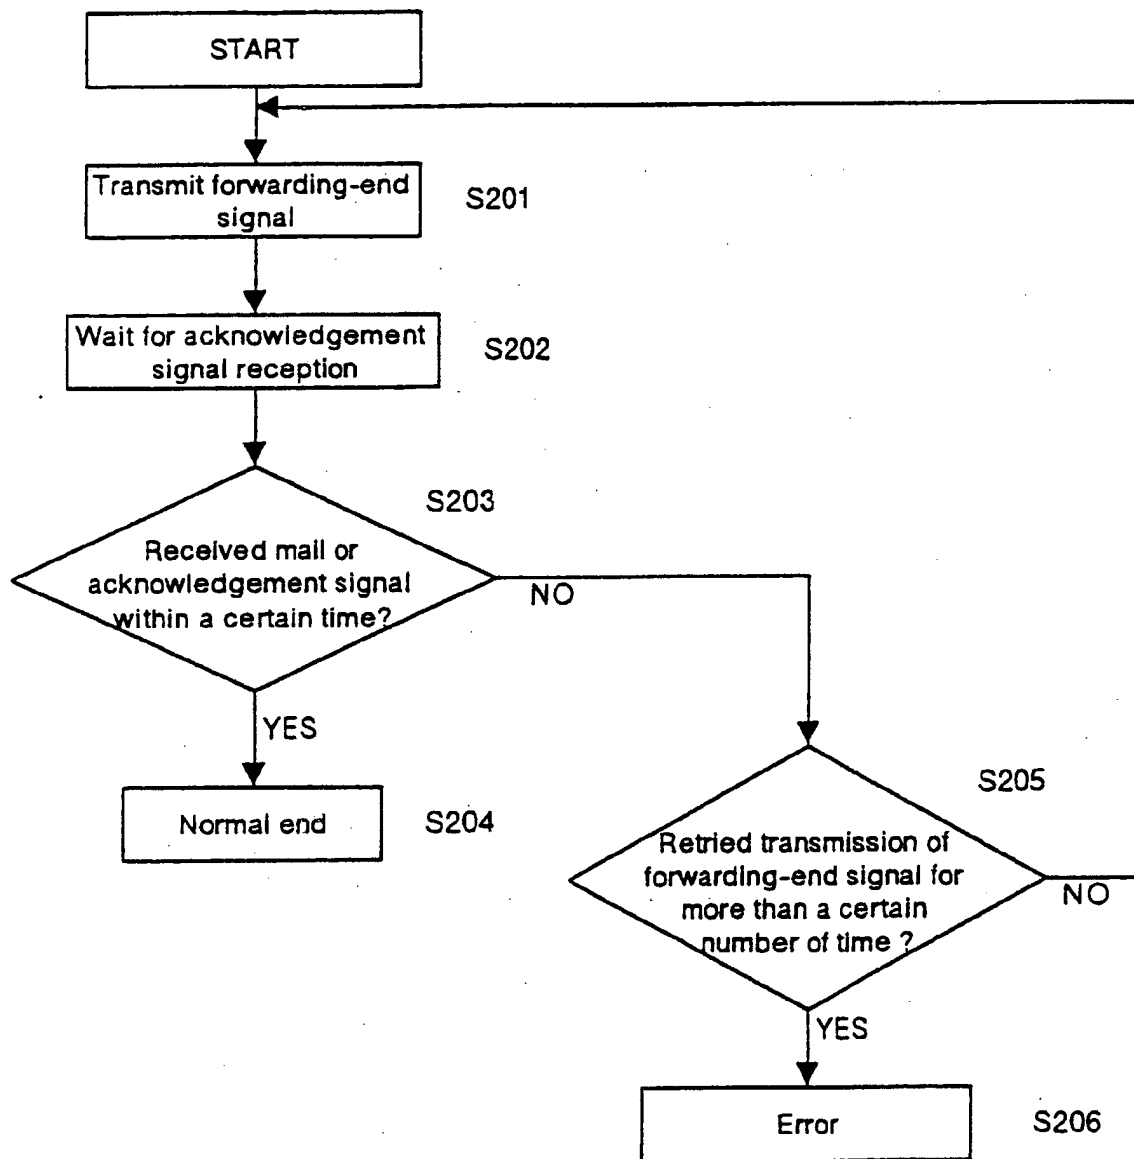 START
Transmit forwarding-end
signal
S201
Wait for acknowledgement
signal reception
S202
S203
Received mail or
acknowledgement signal
within a certain time?
NO
YES
Normal end
S204
S205
Retried transmission of
forwarding-end signal for
more than a certain
number of time ?
NO
YES
Error
S206